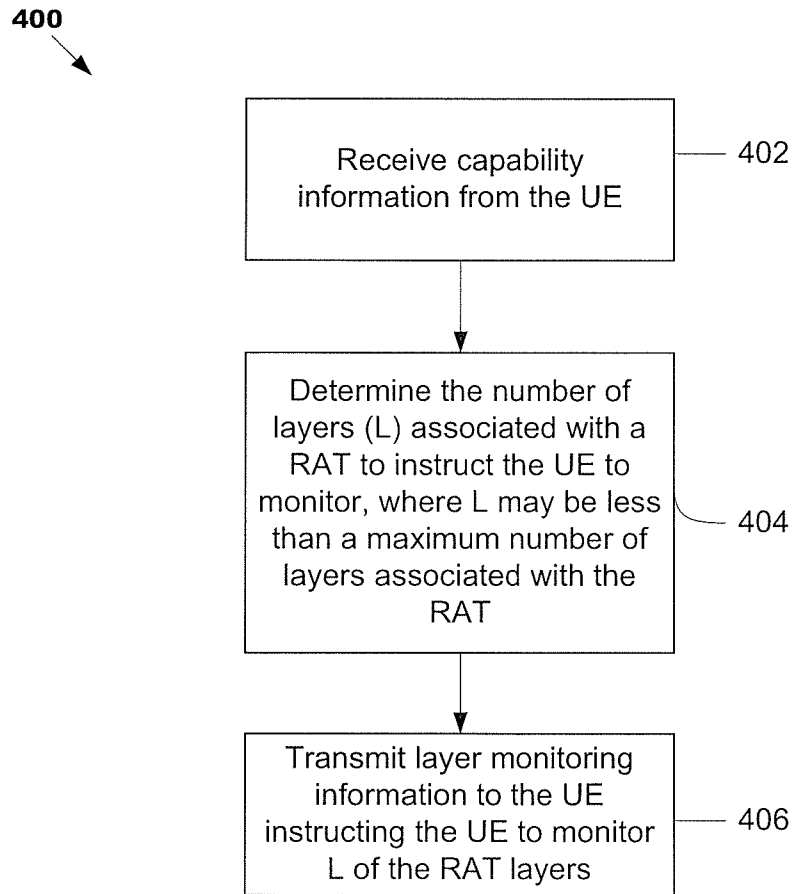 400
Receive capability
information from the UE
402
Determine the number of
layers (L) associated with a
RAT to instruct the UE to
monitor, where L may be less
than a maximum number of
layers associated with the
RAT
404
Transmit layer monitoring
information to the UE
instructing the UE to monitor
L of the RAT layers
406